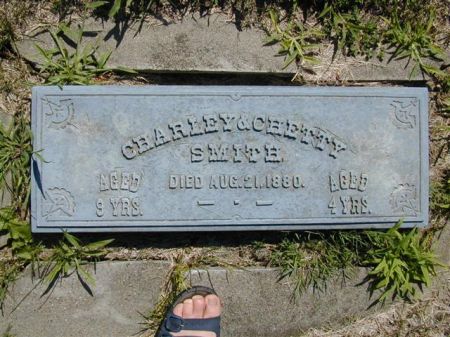 CHARLEY & CHETTY
SMITH.
AGED DIED AUG. 21, 1880. AGED
9 YRS. 4 YRS.